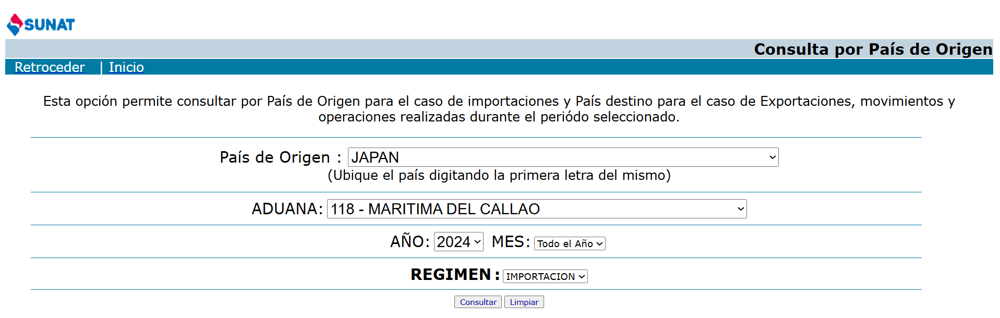 SUNAT
Consulta por País de Origen
Retroceder | Inicio
Esta opción permite consultar por País de Origen para el caso de importaciones y País destino para el caso de Exportaciones, movimientos y
operaciones realizadas durante el periódo seleccionado.
País de Origen : JAPAN
(Ubique el país digitando la primera letra del mismo)
ADUANA: 118 - MARITIMA DEL CALLAO
AÑO: 2024 MES: Todo el Año
REGIMEN : IMPORTACION
Consultar Limpiar